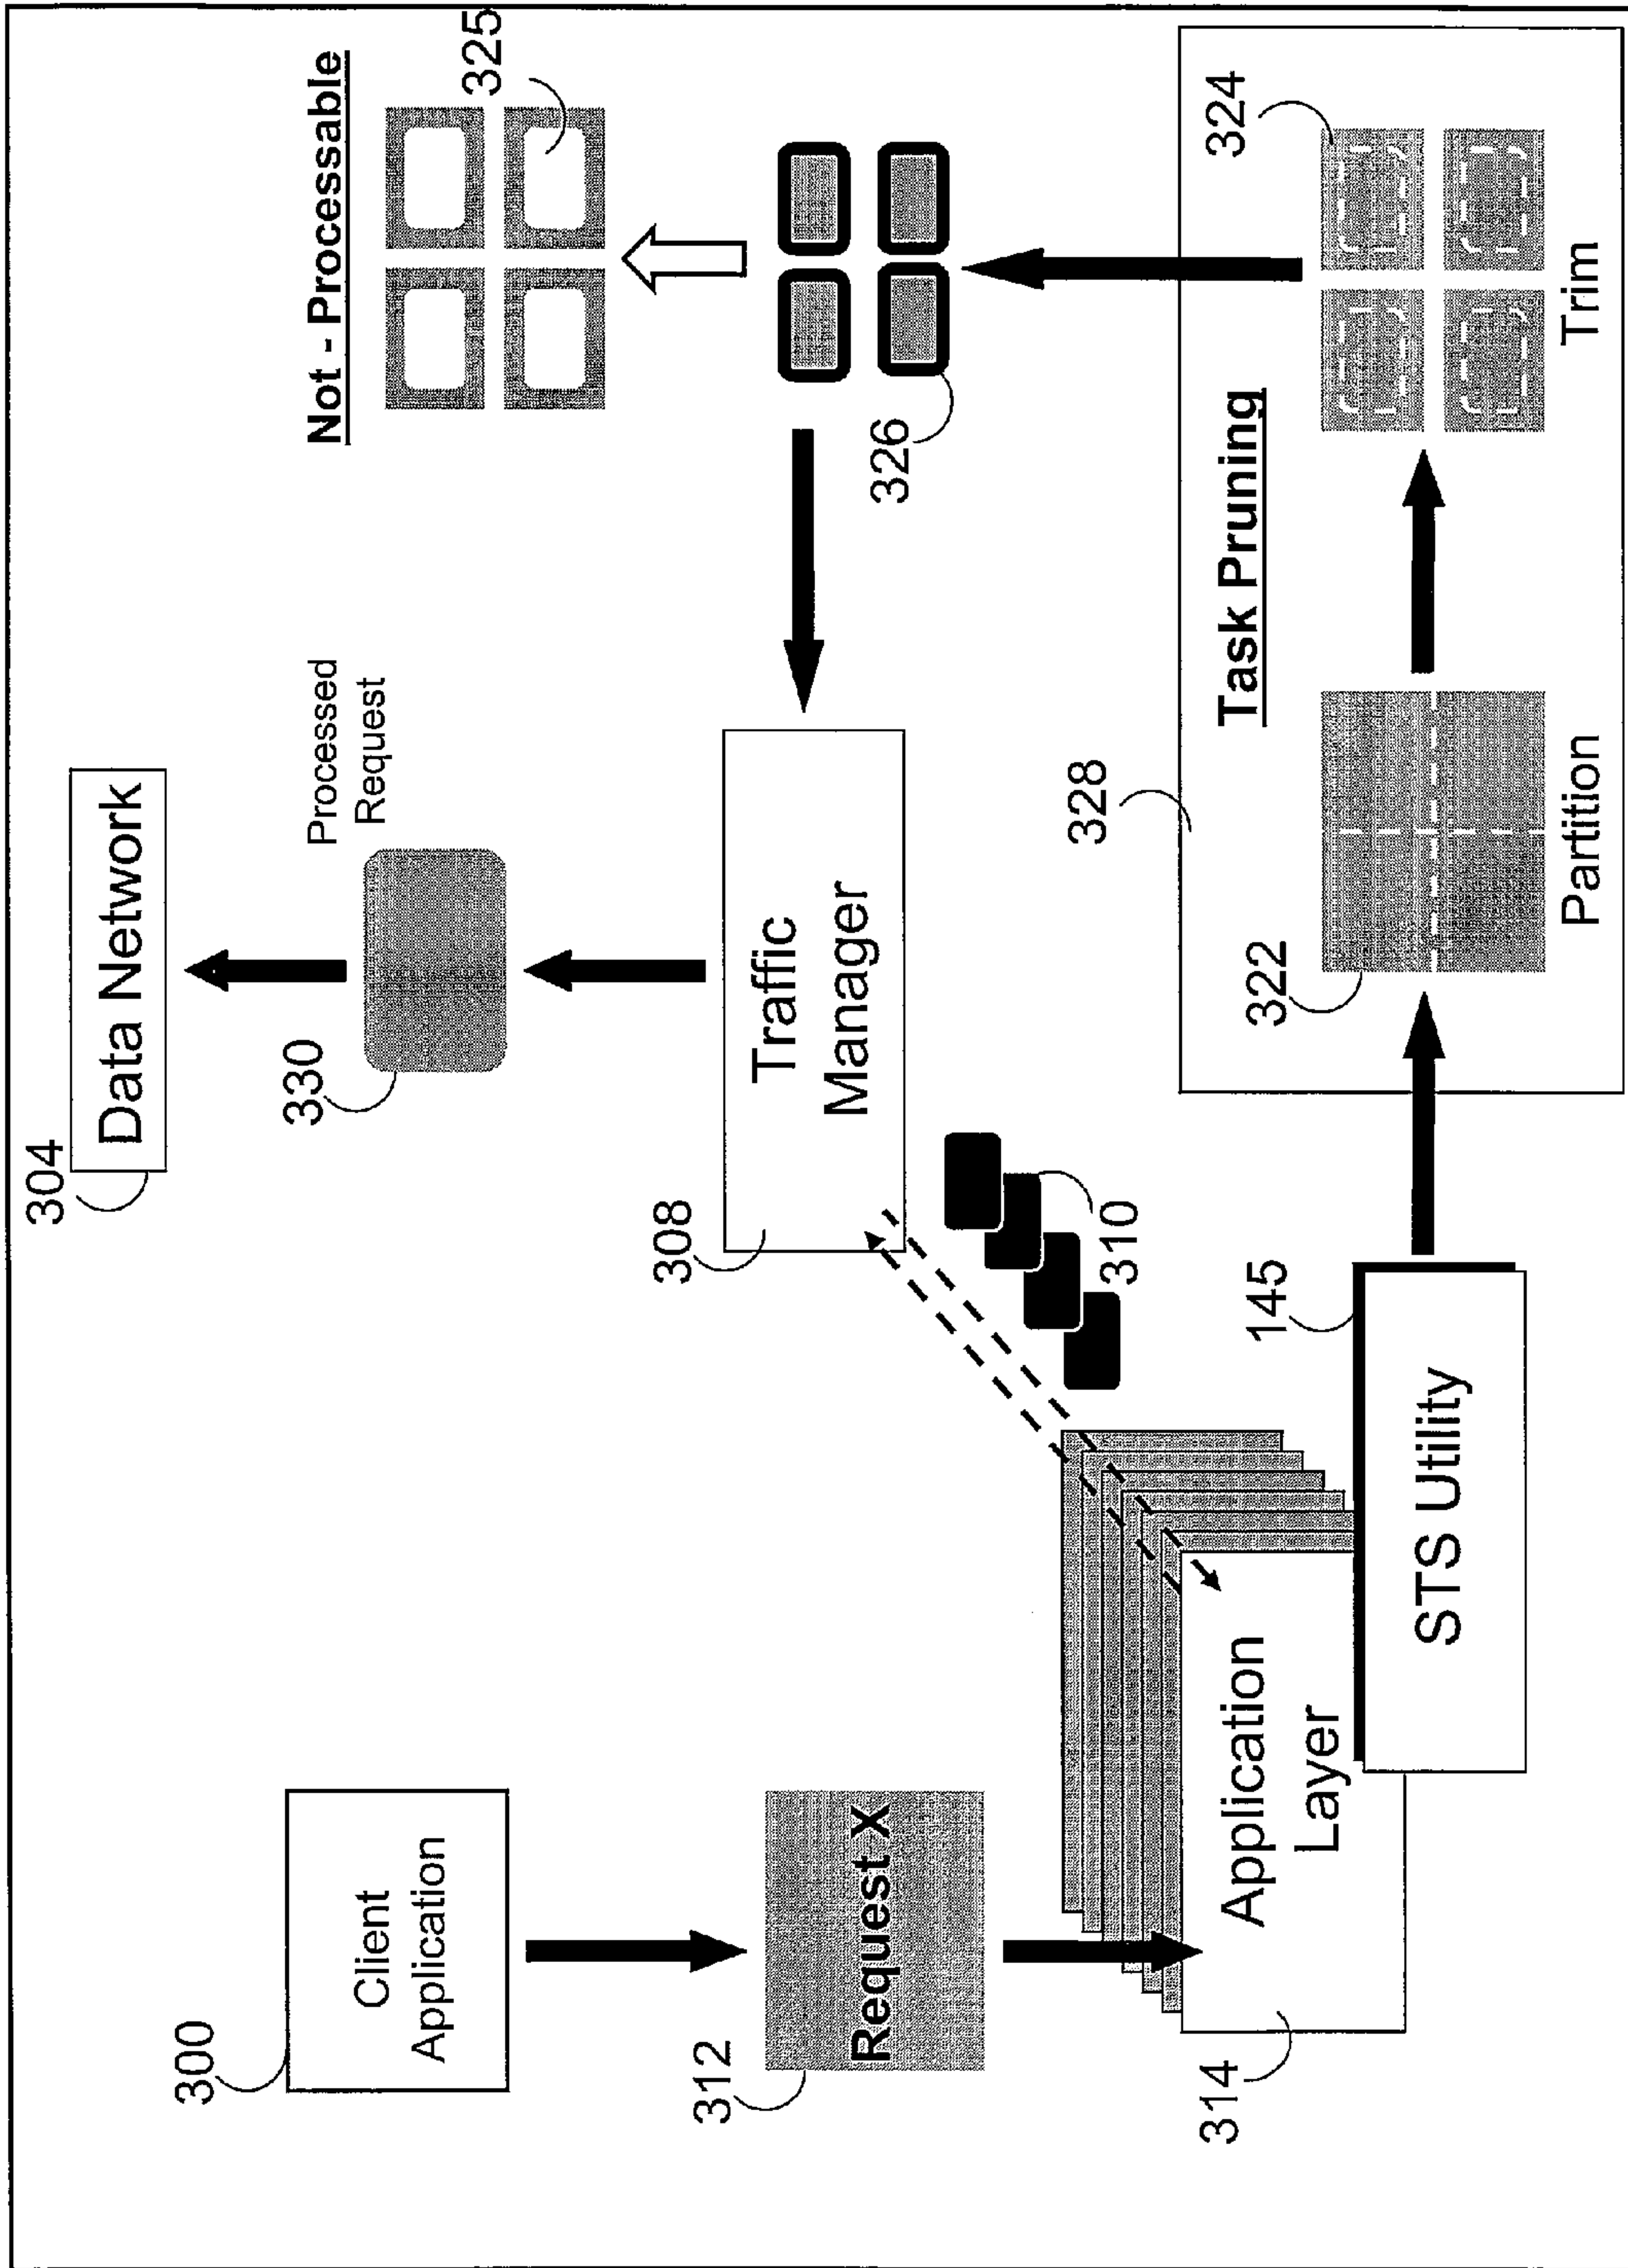 300
Client
Application
312
Request X
314
Application
Layer
STS Utility
145
310
308
Traffic
Manager
304
Data Network
330
Processed
Request
Not - Processable
325
326
328
Task Pruning
322
Partition
324
Trim